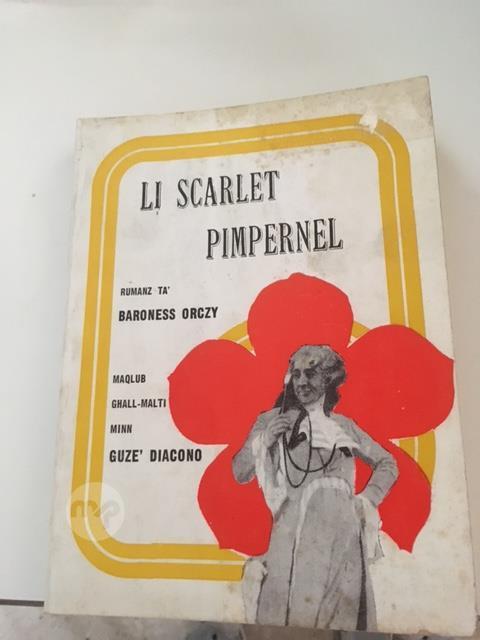 LI SCARLET
PIMPERNEL
RUMANZ TA'
BARONESS ORCZY
MAQLUB
GHALL-MALTI
MINN
GUZE' DIACONO